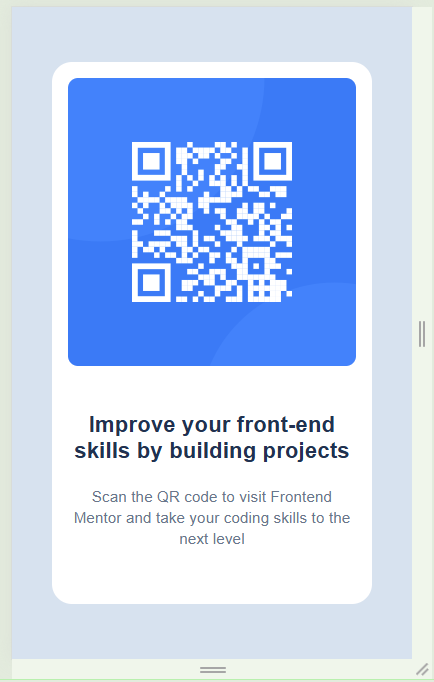 Improve your front-end
skills by building projects
Scan the QR code to visit Frontend
Mentor and take your coding skills to the
next level